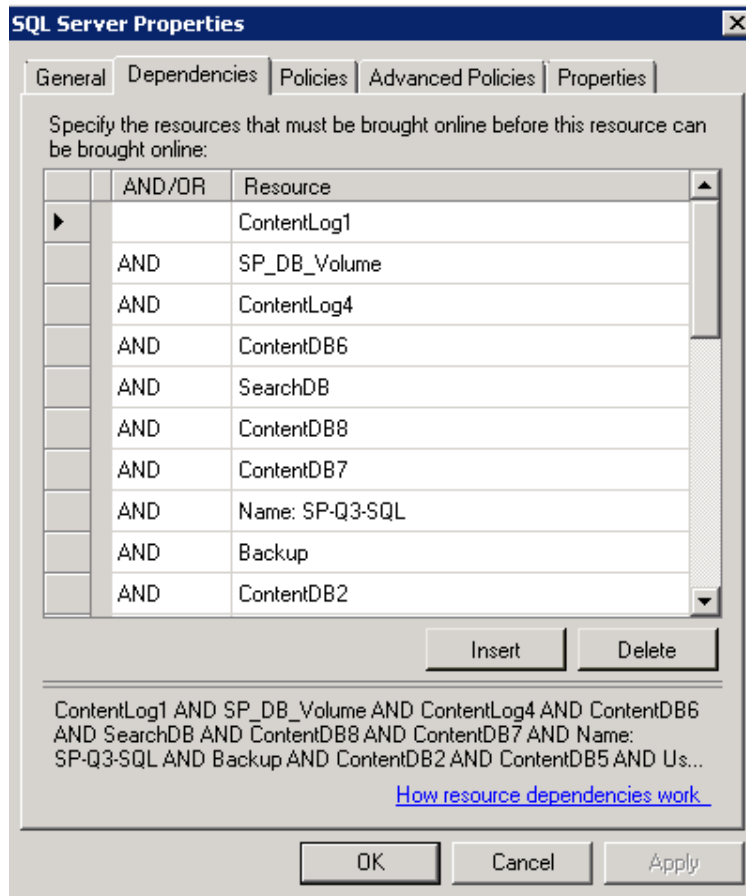 SQL Server Properties
General Dependencies Policies Advanced Policies Properties
Specify the resources that must be brought online before this resource can
be brought online:
AND/OR Resource
ContentLog1
AND SP_DB_Volume
AND ContentLog4
AND ContentDB6
AND SearchDB
AND ContentDB8
AND ContentDB7
AND Name: SP-Q3-SQL
AND Backup
AND ContentDB2
Insert Delete
ContentLog1 AND SP_DB_Volume AND ContentLog4 AND ContentDB6
AND SearchDB AND ContentDB8 AND ContentDB7 AND Name:
SP-Q3-SQL AND Backup AND ContentDB2 AND ContentDB5 AND Us...
How resource dependencies work
OK Cancel Apply